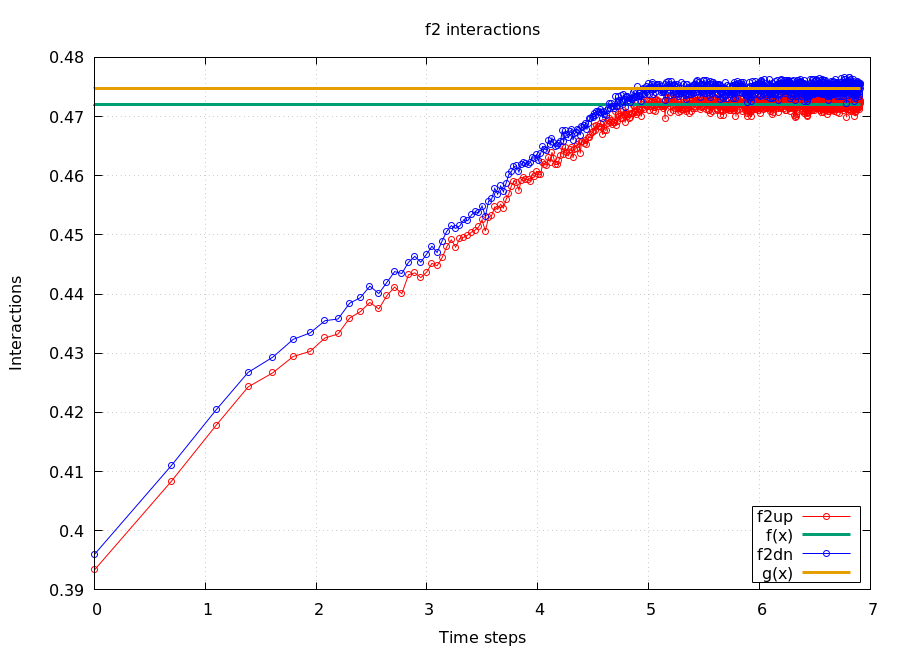 f2 interactions
0.48
0.47
0.46
0.45
0.44
0.43
0.42
0.41
0.4
0.39
Interactions
0 1 2 3 4 5 6 7
Time steps
f2up
f(x)
f2dn
g(x)